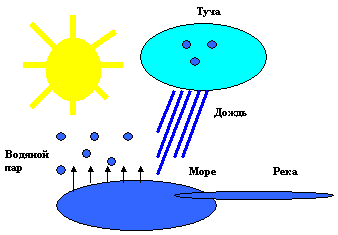 Туча
Дождь
Водяной
пар
Море
Река